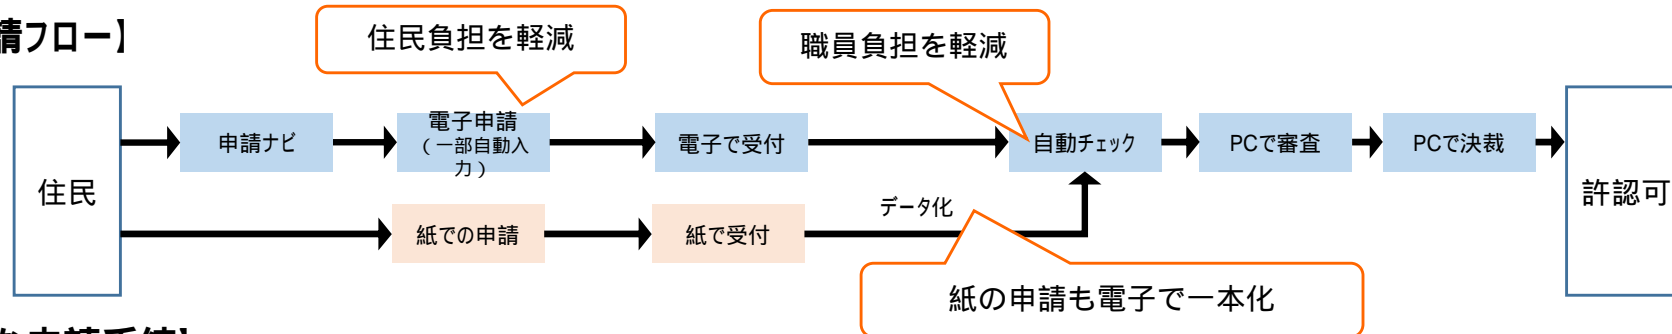 請フロー】
住民負担を軽減
職員負担を軽減
住民
申請ナビ
電子申請
（一部自動入
力）
電子で受付
自動チェック
PCで審査
PCで決裁
許認可
紙での申請
紙で受付
データ化
紙の申請も電子で一本化